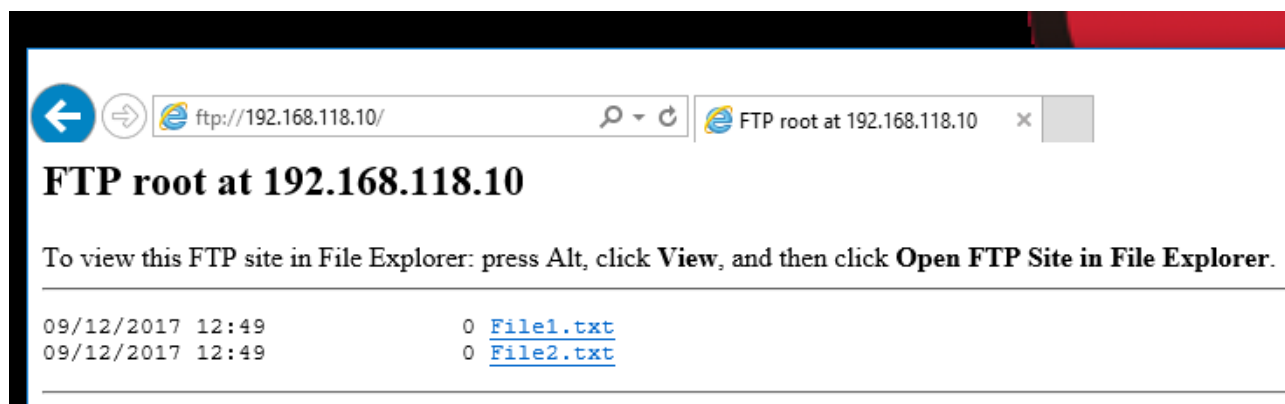 ftp://192.168.118.10/
FTP root at 192.168.118.10
FTP root at 192.168.118.10
To view this FTP site in File Explorer: press Alt, click View, and then click Open FTP Site in File Explorer.
09/12/2017 12:49 0 File1.txt
09/12/2017 12:49 0 File2.txt